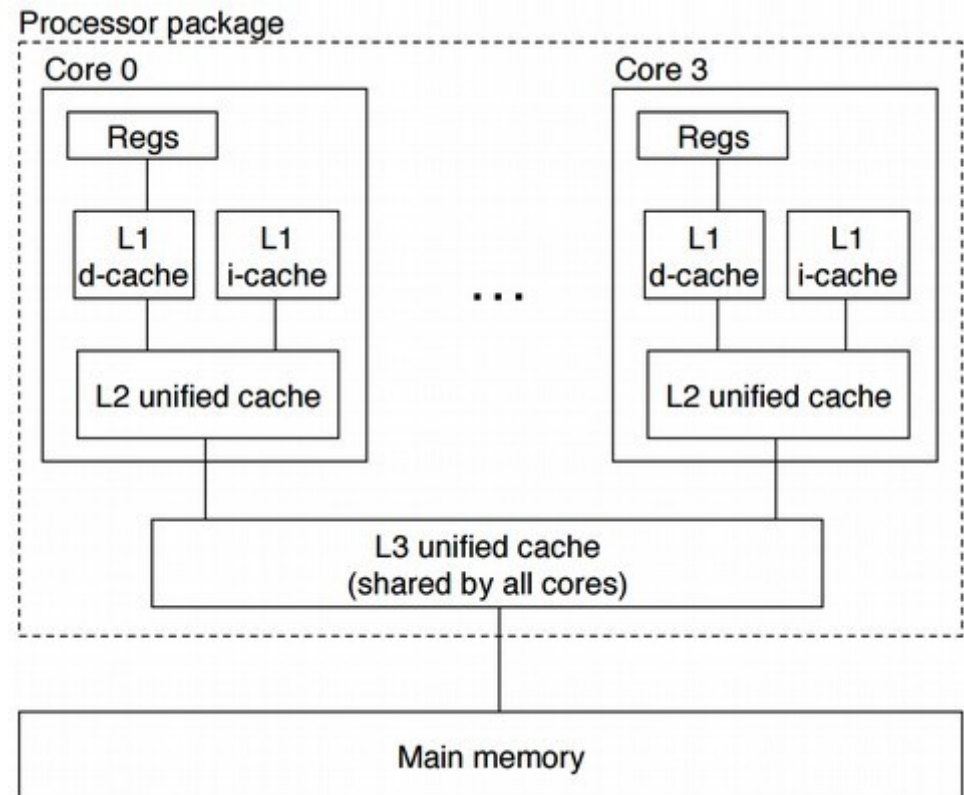 Processor package
Core 0
Core 3
Regs
Regs
L1
d-cache
L1
i-cache
...
L1
d-cache
L1
i-cache
L2 unified cache
L2 unified cache
L3 unified cache
(shared by all cores)
Main memory